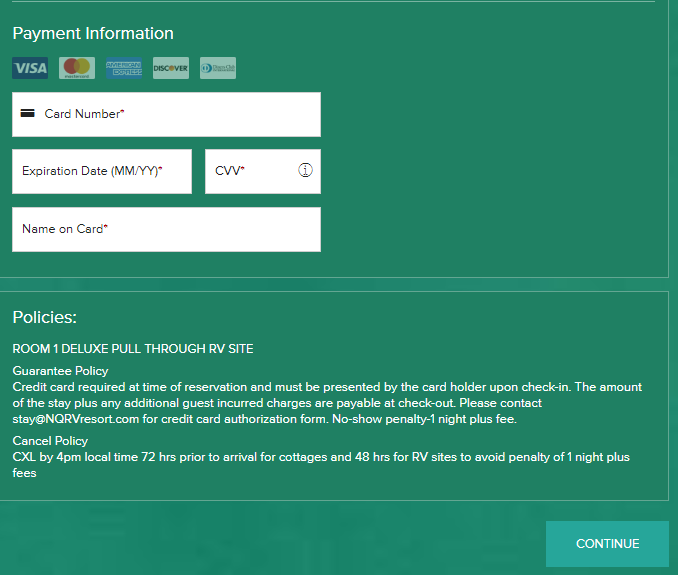 Payment Information
VISA mastercard AMERICAN EXPRESS DISCOVER
Card Number*
Expiration Date (MM/YY)* CVV*
Name on Card*
Policies:
ROOM 1 DELUXE PULL THROUGH RV SITE
Guarantee Policy
Credit card required at time of reservation and must be presented by the card holder upon check-in. The amount
of the stay plus any additional guest incurred charges are payable at check-out. Please contact
stay@NQRVresort.com for credit card authorization form. No-show penalty-1 night plus fee.
Cancel Policy
CXL by 4pm local time 72 hrs prior to arrival for cottages and 48 hrs for RV sites to avoid penalty of 1 night plus
fees
CONTINUE